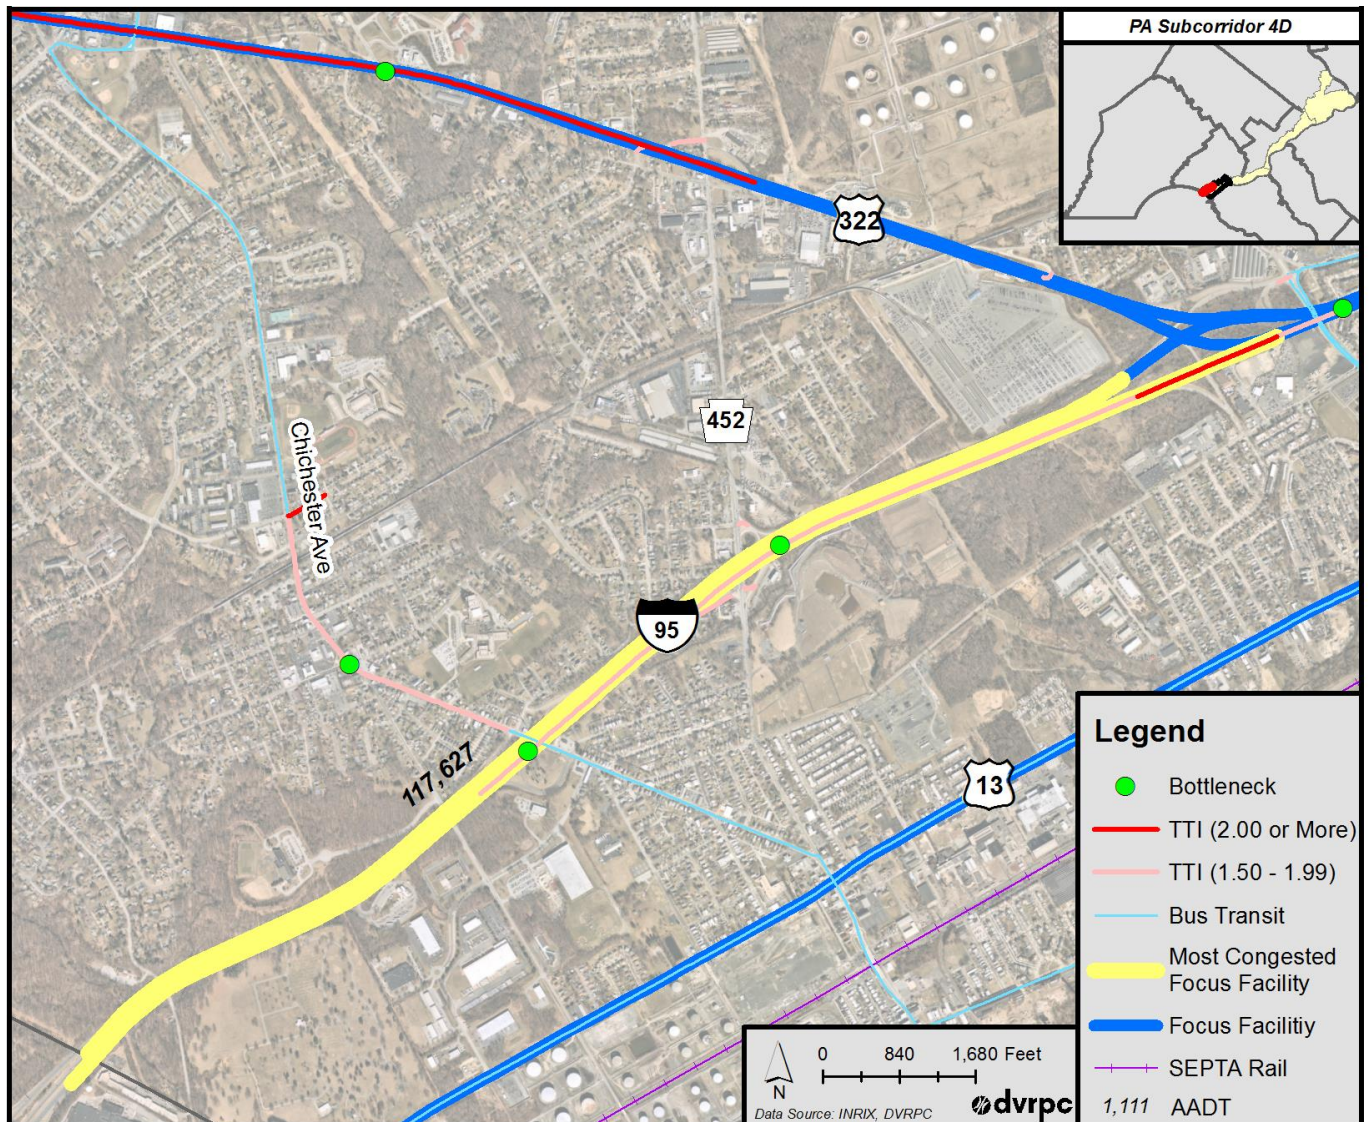 PA Subcorridor 4D
322
452
Chichester Ave
95
117,627
13
Legend
Bottleneck
TTI (2.00 or More)
TTI (1.50 - 1.99)
Bus Transit
Most Congested
Focus Facility
Focus Facilitiy
SEPTA Rail
1,111 AADT
0 840 1,680 Feet
N
Data Source: INRIX, DVRPC
dvrpc